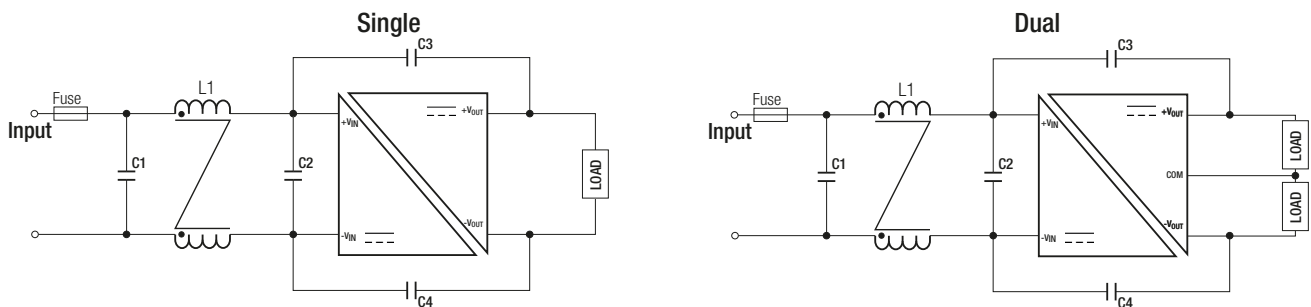 Single
C3
Fuse
L1
+VIN
+VOUT
Input
C1
C2
LOAD
-VOUT
-VIN
C4
Dual
C3
Fuse
L1
+VIN
+VOUT
Input
LOAD
C1
C2
COM
LOAD
-VOUT
-VIN
C4